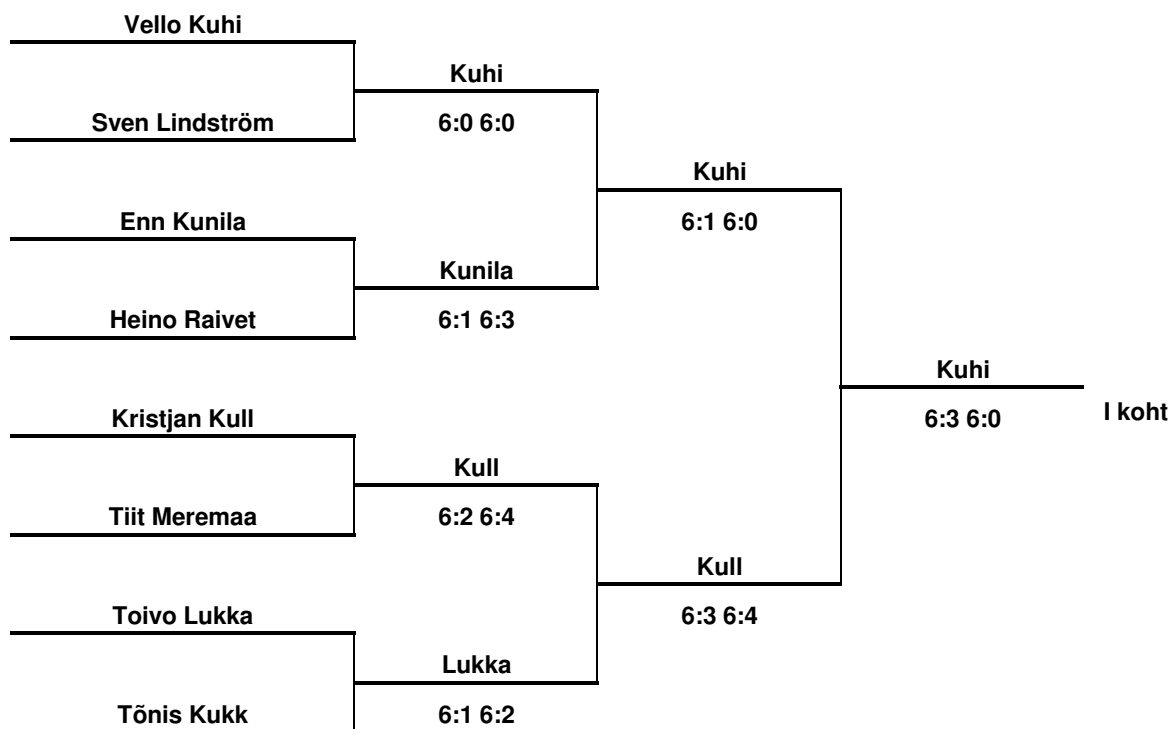 Vello Kuhi
Kuhi
Sven Lindström
6:0 6:0
Kuhi
Enn Kunila
6:1 6:0
Kunila
Heino Raivet
6:1 6:3
Kuhi
Kristjan Kull
6:3 6:0
I koht
Kull
Tiit Meremaa
6:2 6:4
Kull
Toivo Lukka
6:3 6:4
Lukka
Tõnis Kukk
6:1 6:2